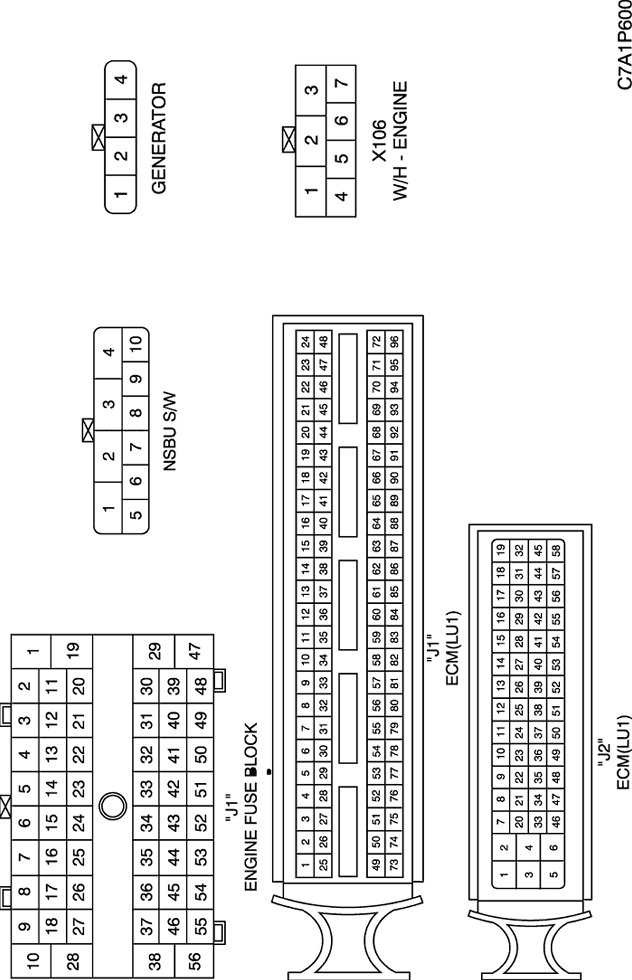 10 9 8 7 6 5 4 3 2 1
18 17 16 15 14 13 12 11
28 27 26 25 24 23 22 21 20 19
38 37 36 35 34 33 32 31 30 29
46 45 44 43 42 41 40 39
56 55 54 53 52 51 50 49 48 47
"J1"
ENGINE FUSE BLOCK
1 2 3 4
5 6 7 8 9 10
NSBU S/W
1 2 3 4
GENERATOR
1 2 3
4 5 6 7
X106
W/H - ENGINE
1 2 3 4 5 6 7 8 9 10 11 12 13 14 15 16 17 18 19 20 21 22 23 24
25 26 27 28 29 30 31 32 33 34 35 36 37 38 39 40 41 42 43 44 45 46 47 48
49 50 51 52 53 54 55 56 57 58 59 60 61 62 63 64 65 66 67 68 69 70 71 72
73 74 75 76 77 78 79 80 81 82 83 84 85 86 87 88 89 90 91 92 93 94 95 96
"J1"
ECM(LU1)
1 2 7 8 9 10 11 12 13 14 15 16 17 18 19
3 4 20 21 22 23 24 25 26 27 28 29 30 31 32
33 34 35 36 37 38 39 40 41 42 43 44 45
5 6 46 47 48 49 50 51 52 53 54 55 56 57 58
"J2"
ECM(LU1)
C7A1P600